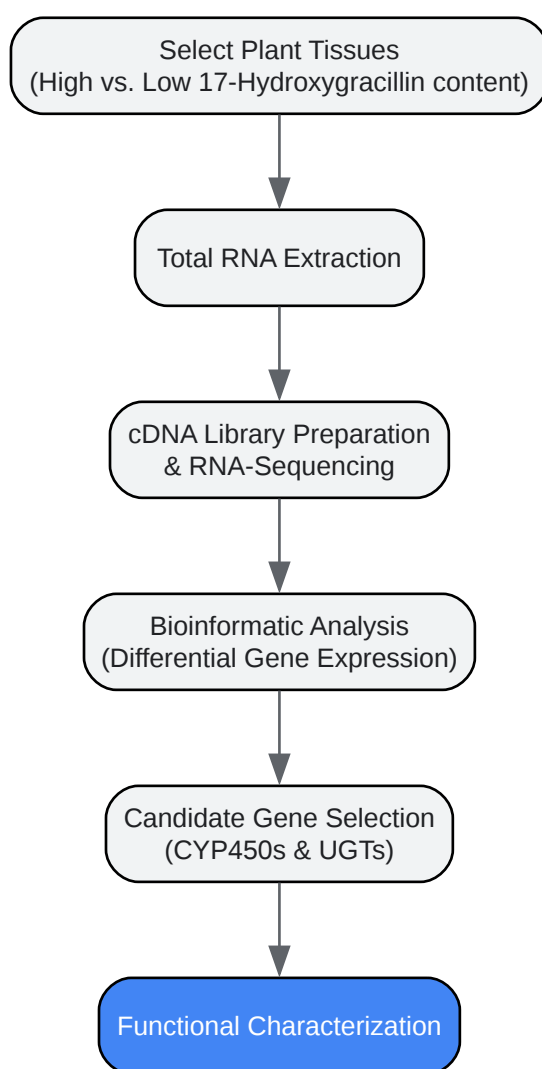 Select Plant Tissues
(High vs. Low 17-Hydroxygracillin content)
Total RNA Extraction
cDNA Library Preparation
& RNA-Sequencing
Bioinformatic Analysis
(Differential Gene Expression)
Candidate Gene Selection
(CYP450s & UGTs)
Functional Characterization